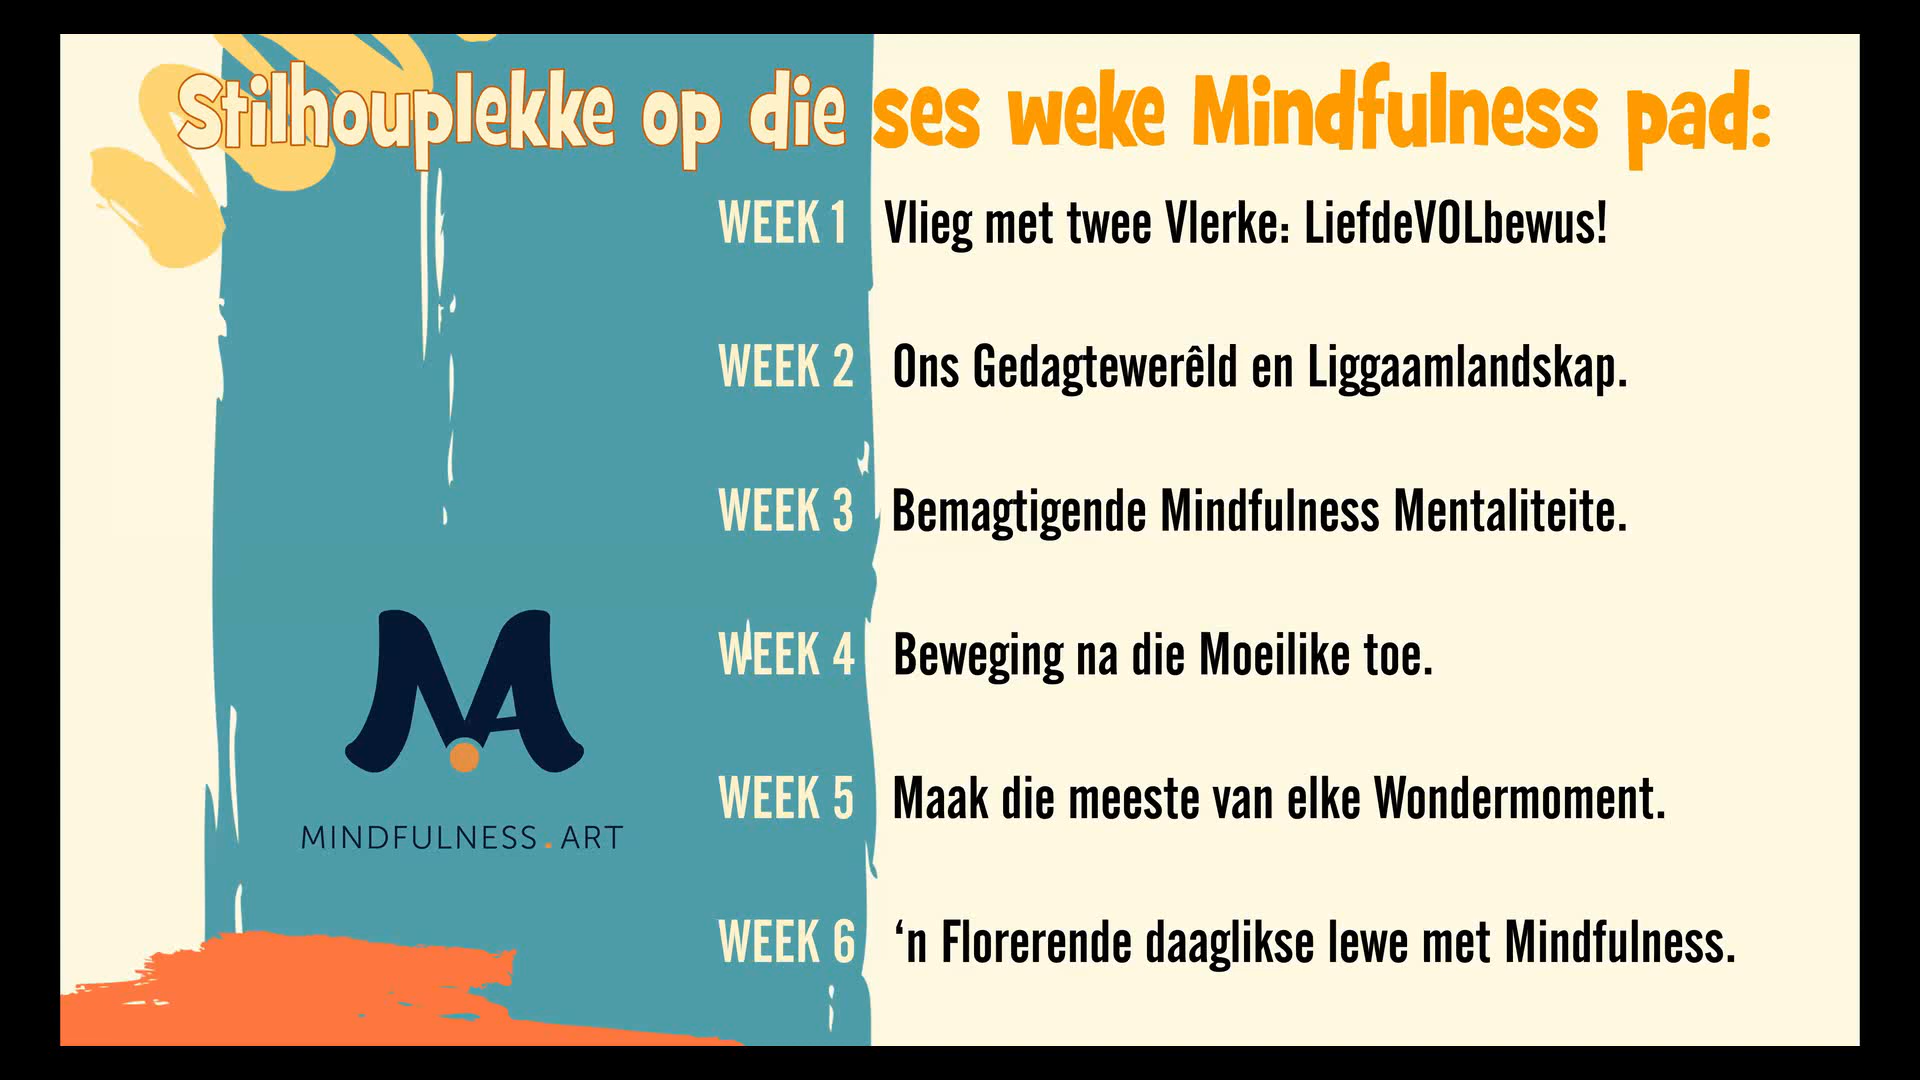 Stilhouplekke op die ses weke Mindfulness pad:
WEEK 1 Vlieg met twee Vlerke: LiefdeVOLbewus!
WEEK 2 Ons Gedagtewerêld en Liggaamlandskap.
WEEK 3 Bemagtigende Mindfulness Mentaliteite.
WEEK 4 Beweging na die Moeilike toe.
WEEK 5 Maak die meeste van elke Wondermoment.
WEEK 6 ‘n Florerende daaglikse lewe met Mindfulness.
MA
MINDFULNESS.ART